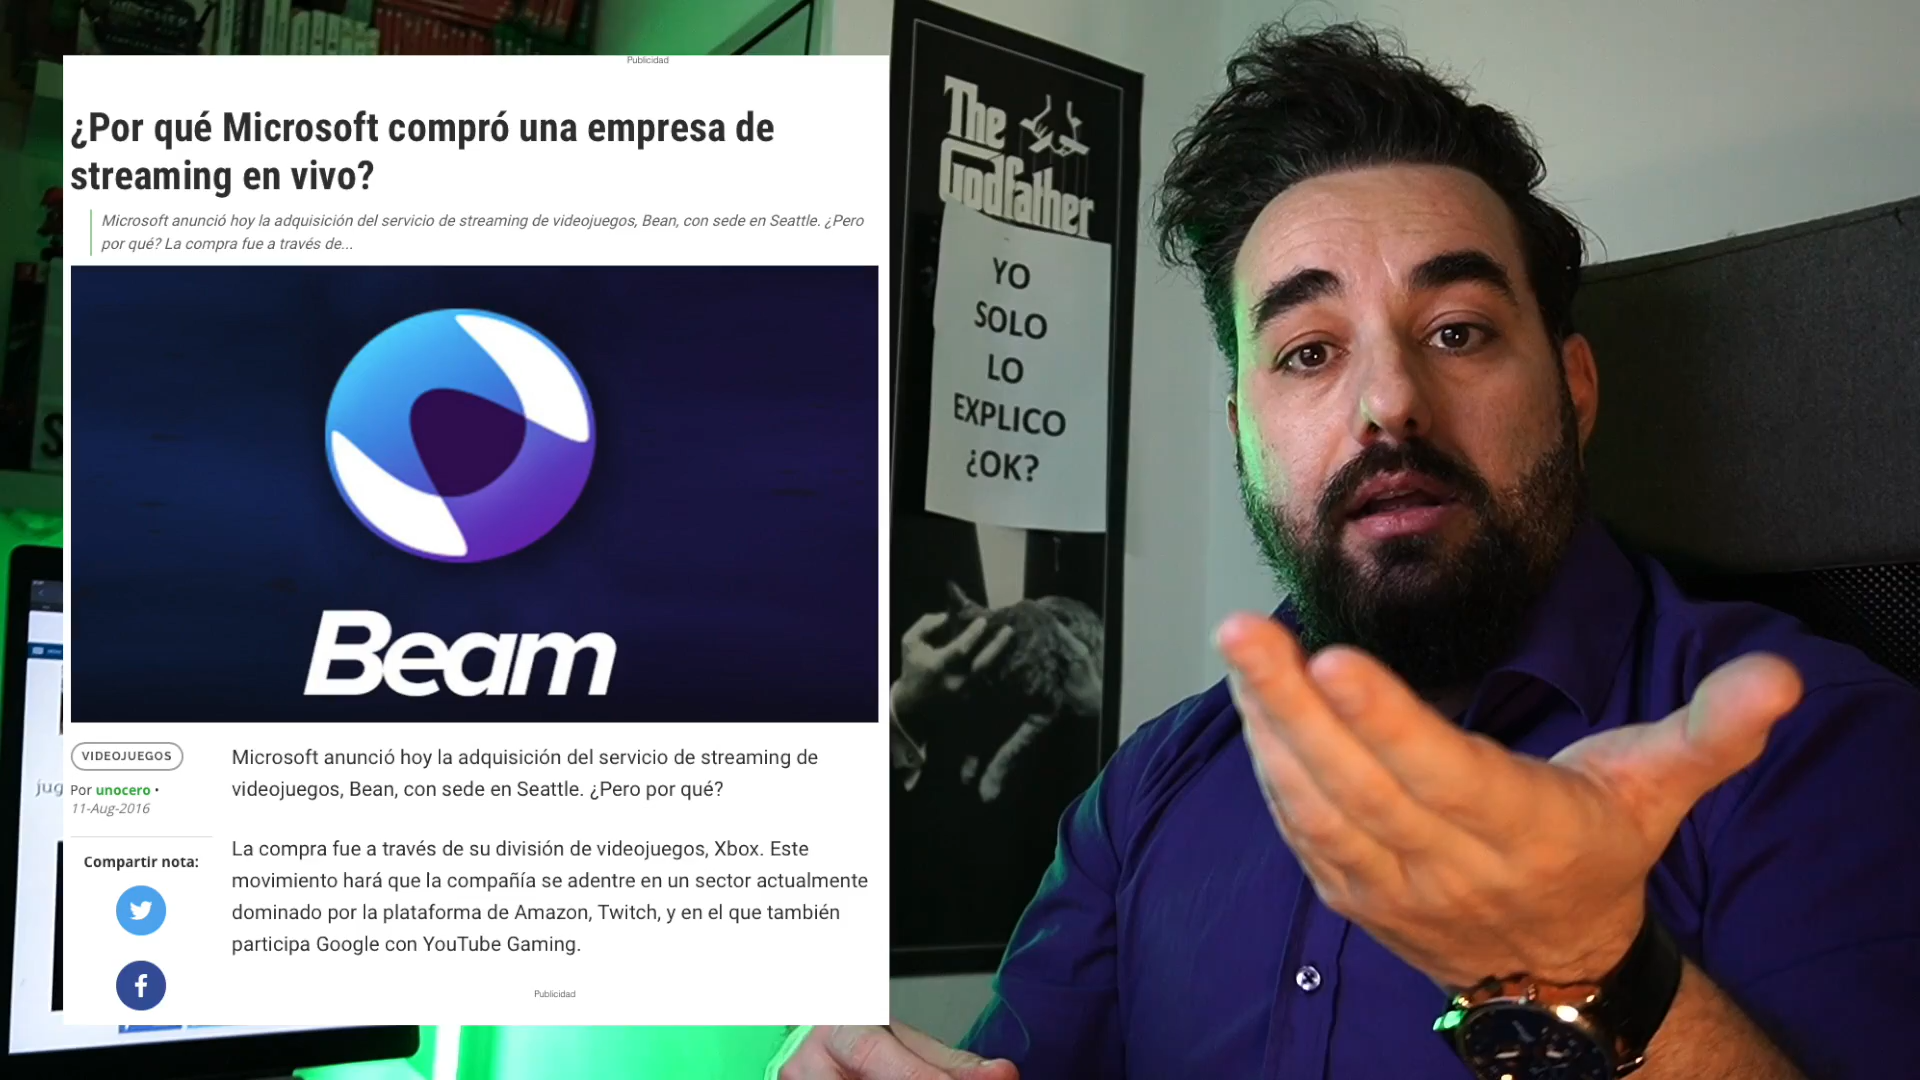 Publicidad
¿Por qué Microsoft compró una empresa de
streaming en vivo?
Microsoft anunció hoy la adquisición del servicio de streaming de videojuegos, Bean, con sede en Seattle. ¿Pero
por qué? La compra fue a través de...
Beam
VIDEOJUEGOS
Por unocero •
11-Aug-2016
Compartir nota:
Microsoft anunció hoy la adquisición del servicio de streaming de
videojuegos, Bean, con sede en Seattle. ¿Pero por qué?
La compra fue a través de su división de videojuegos, Xbox. Este
movimiento hará que la compañía se adentre en un sector actualmente
dominado por la plataforma de Amazon, Twitch, y en el que también
participa Google con YouTube Gaming.
Publicidad
jug
The
Godfather
YO
SOLO
LO
EXPLICO
¿OK?